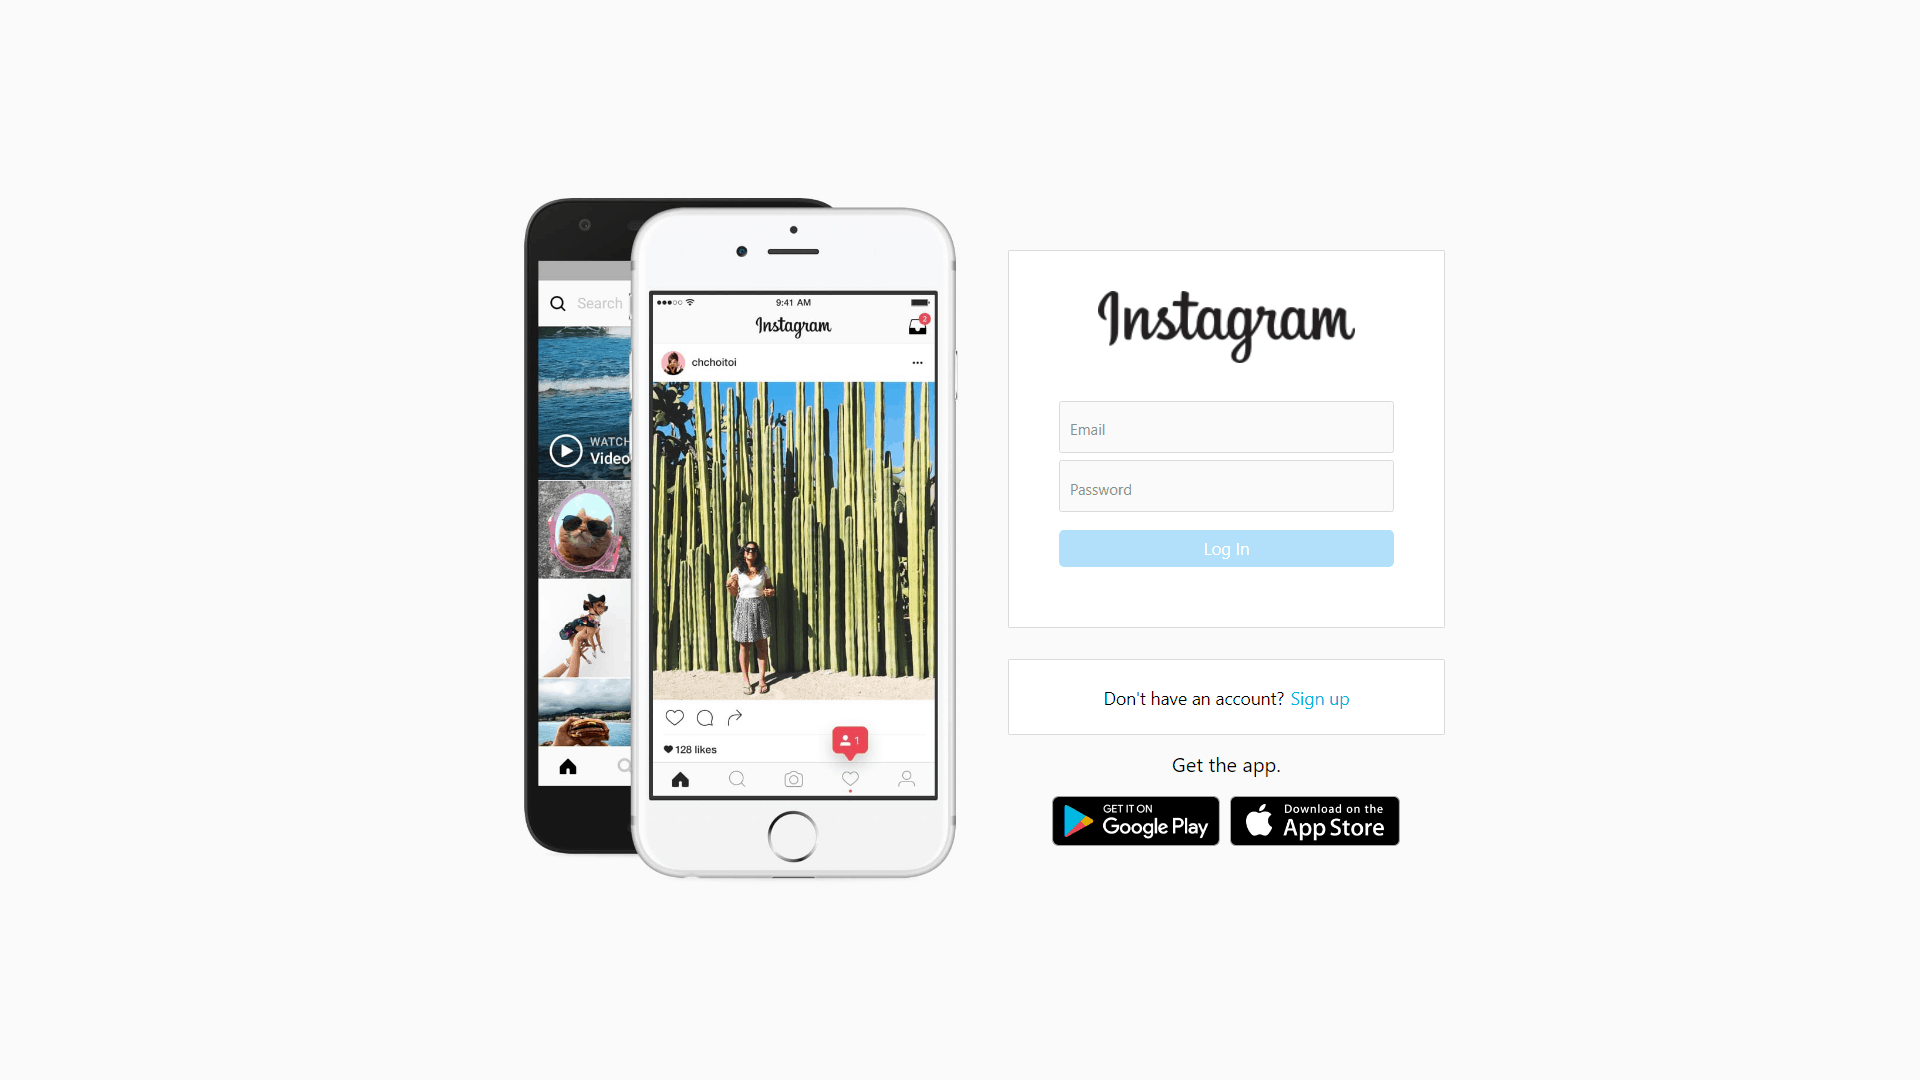 Search
WATCH
Video
9:41 AM
Instagram
2
chchoitoi
128 likes
1
Instagram
Email
Password
Log In
Don't have an account? Sign up
Get the app.
GET IT ON
Google Play
Download on the
App Store